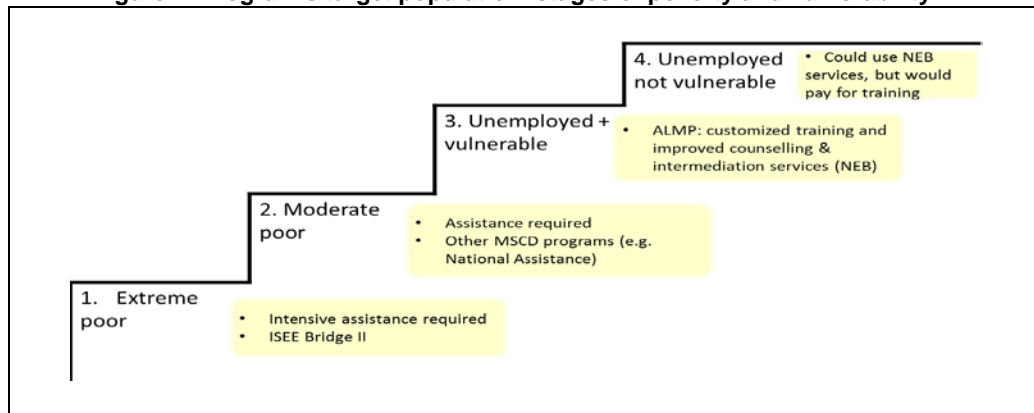 4. Unemployed
not vulnerable
• Could use NEB
services, but would
pay for training
3. Unemployed +
vulnerable
• ALMP: customized training and
improved counselling &
intermediation services (NEB)
2. Moderate
poor
• Assistance required
• Other MSCD programs (e.g.
National Assistance)
1. Extreme
poor
• Intensive assistance required
• ISEE Bridge II